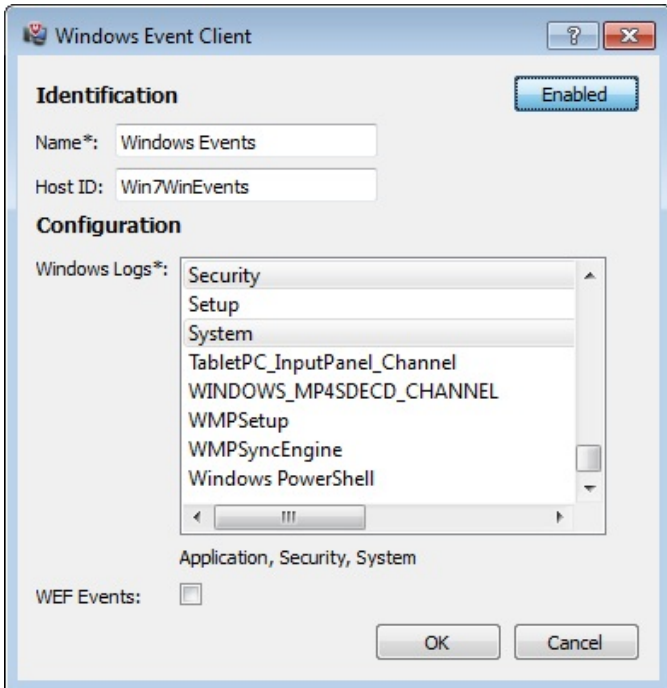 Windows Event Client
Identification
Enabled
Name*: Windows Events
Host ID: Win7WinEvents
Configuration
Windows Logs*:
Security
Setup
System
TabletPC_InputPanel_Channel
WINDOWS_MP4SDECD_CHANNEL
WMPSetup
WMPSyncEngine
Windows PowerShell
Application, Security, System
WEF Events:
OK Cancel